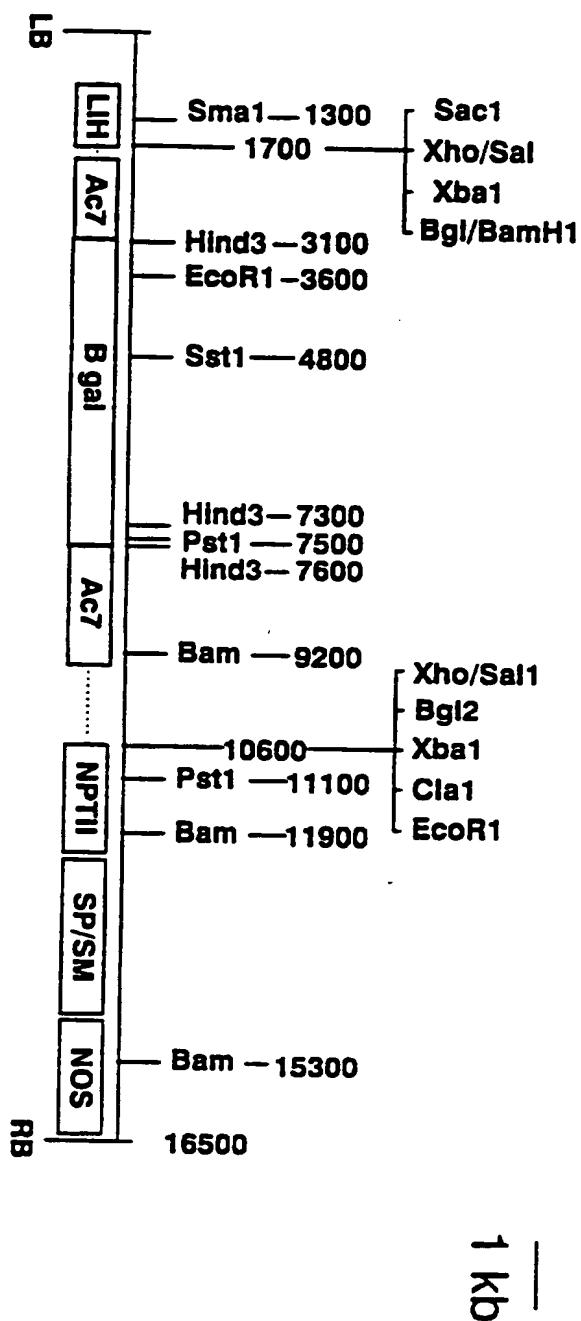 LB
LIH
Ac7
B gal
Ac7
NPTII
SP/SM
NOS
RB
Sma1—1300
1700
Hind3—3100
EcoR1—3600
Sst1—4800
Hind3—7300
Pst1—7500
Hind3—7600
Bam—9200
10600
Pst1—11100
Bam—11900
Bam—15300
16500
Sac1
Xho/Sal
Xba1
Bgl/BamH1
Xho/Sal1
Bgl2
Xba1
Cla1
EcoR1
1 kb